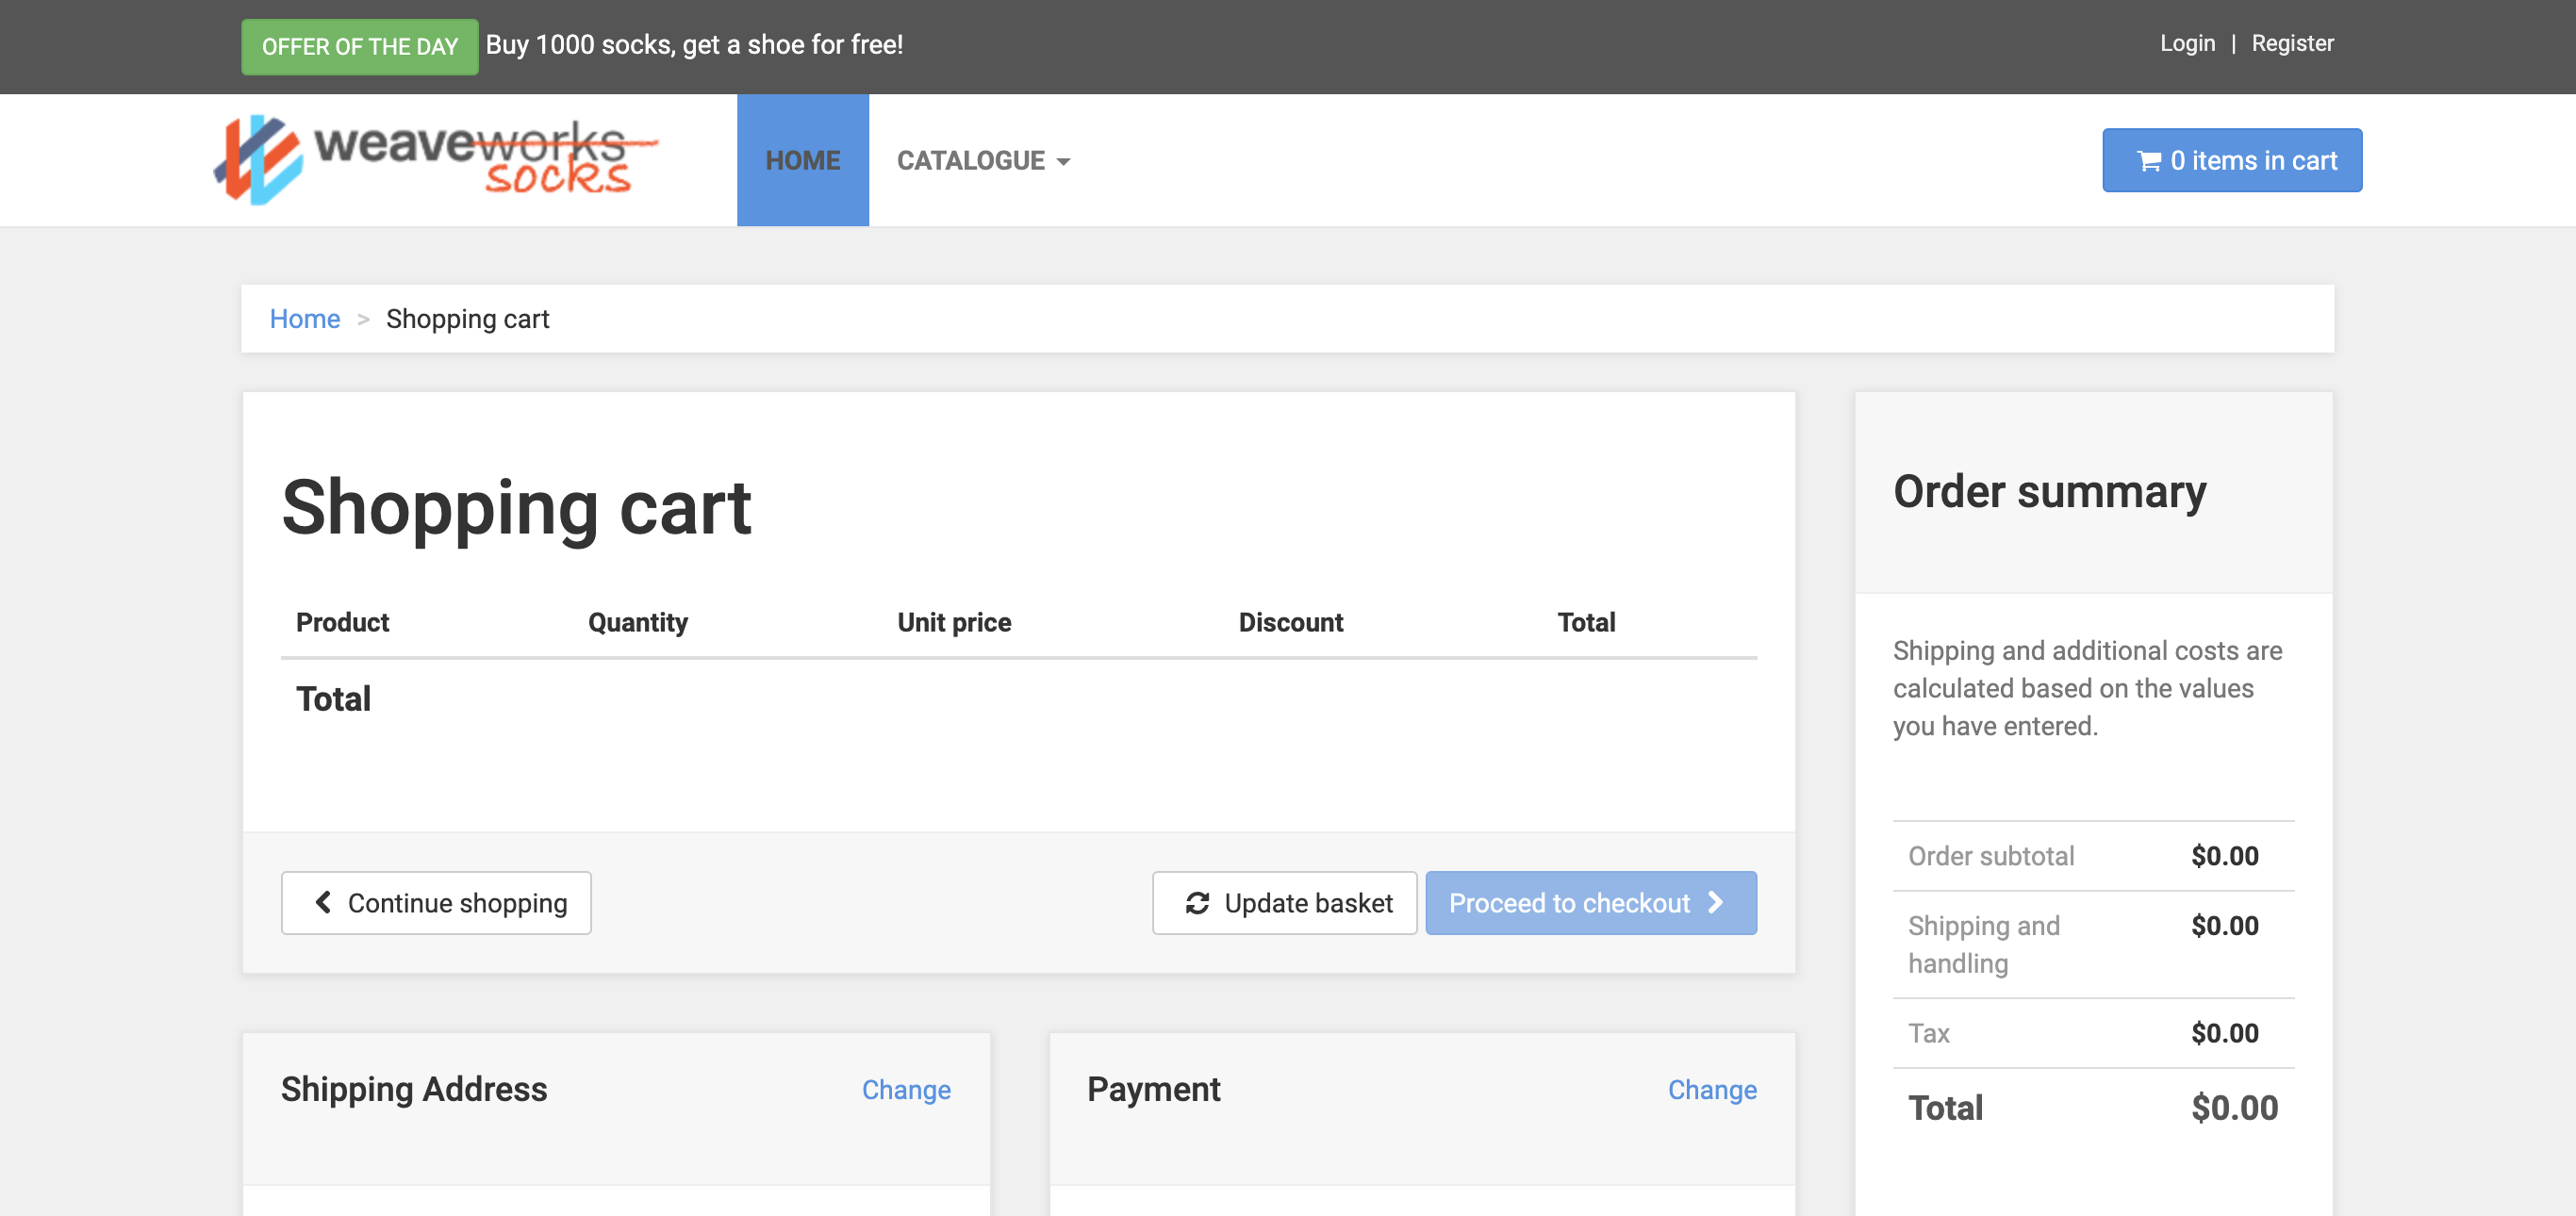 OFFER OF THE DAY Buy 1000 socks, get a shoe for free!
Login | Register
weaveworks
socks
HOME
CATALOGUE
0 items in cart
Home > Shopping cart
Shopping cart
Product Quantity Unit price Discount Total
Total
Continue shopping
Update basket
Proceed to checkout
Order summary
Shipping and additional costs are
calculated based on the values
you have entered.
Order subtotal $0.00
Shipping and $0.00
handling
Tax $0.00
Total $0.00
Shipping Address Change
Payment Change